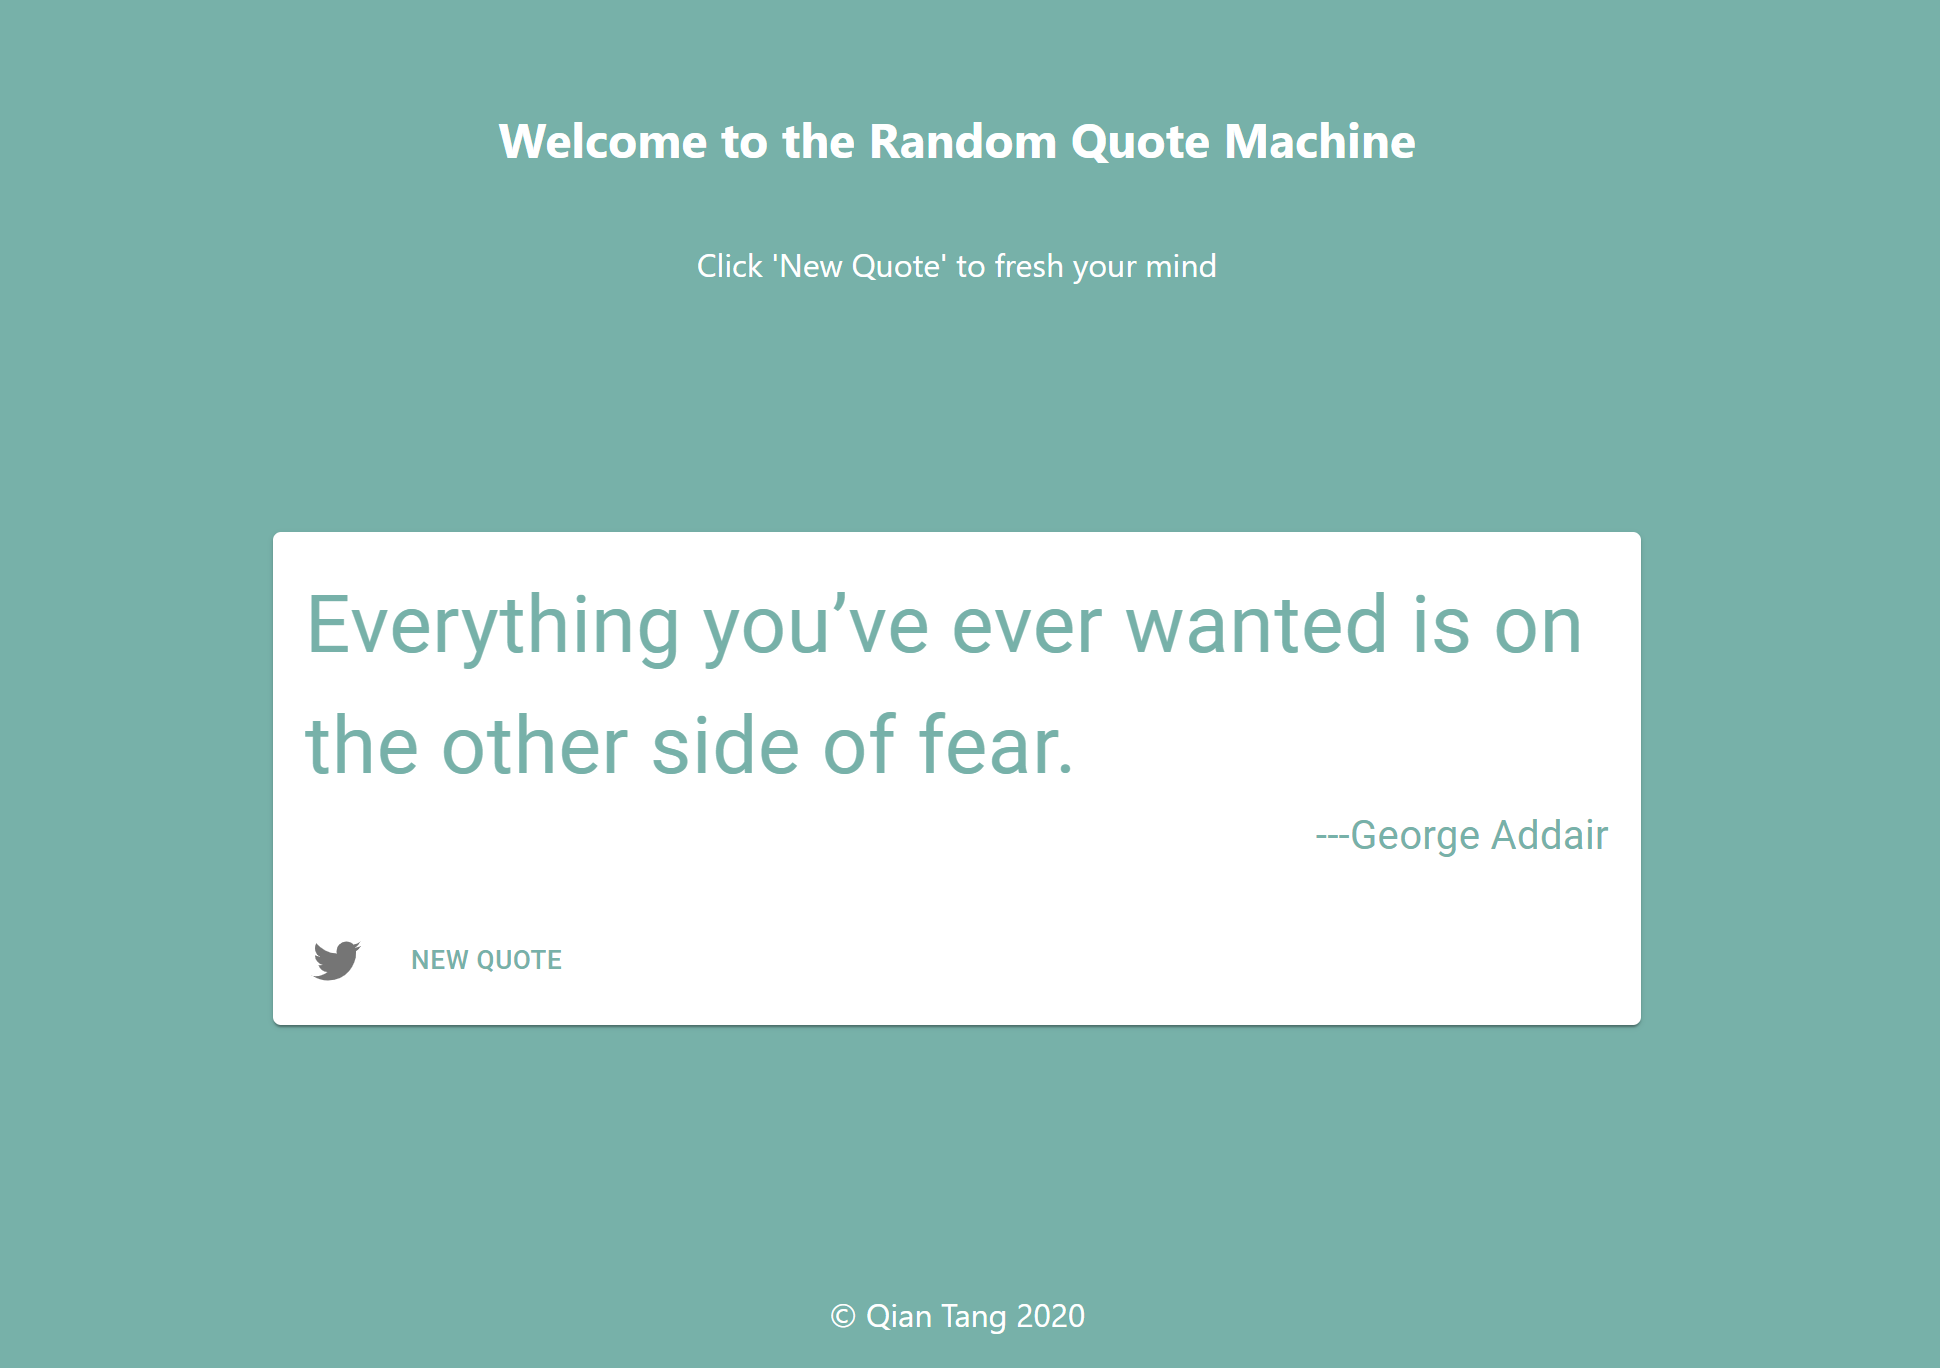 Welcome to the Random Quote Machine
Click 'New Quote' to fresh your mind
Everything you’ve ever wanted is on
the other side of fear.
---George Addair
NEW QUOTE
© Qian Tang 2020